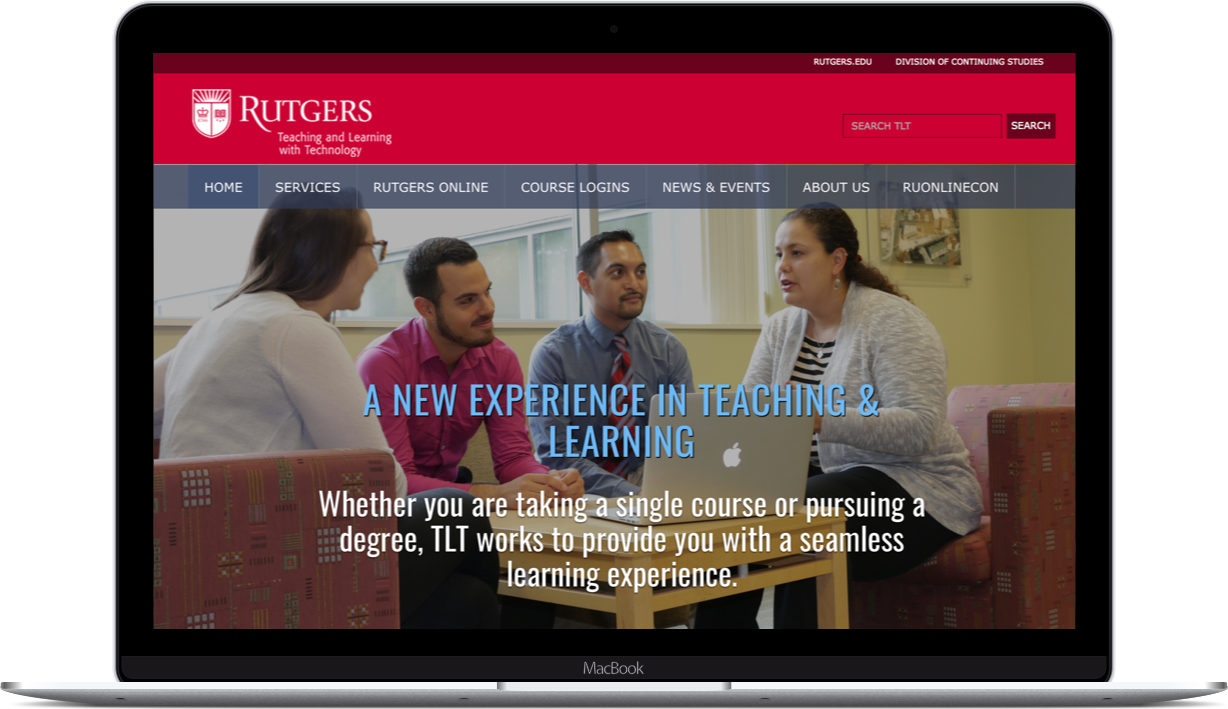 RUTGERS.EDU DIVISION OF CONTINUING STUDIES
RUTGERS
Teaching and Learning
with Technology
SEARCH TLT SEARCH
HOME SERVICES RUTGERS ONLINE COURSE LOGINS NEWS & EVENTS ABOUT US RUONLINECON
A NEW EXPERIENCE IN TEACHING &
LEARNING
Whether you are taking a single course or pursuing a
degree, TLT works to provide you with a seamless
learning experience.
MacBook